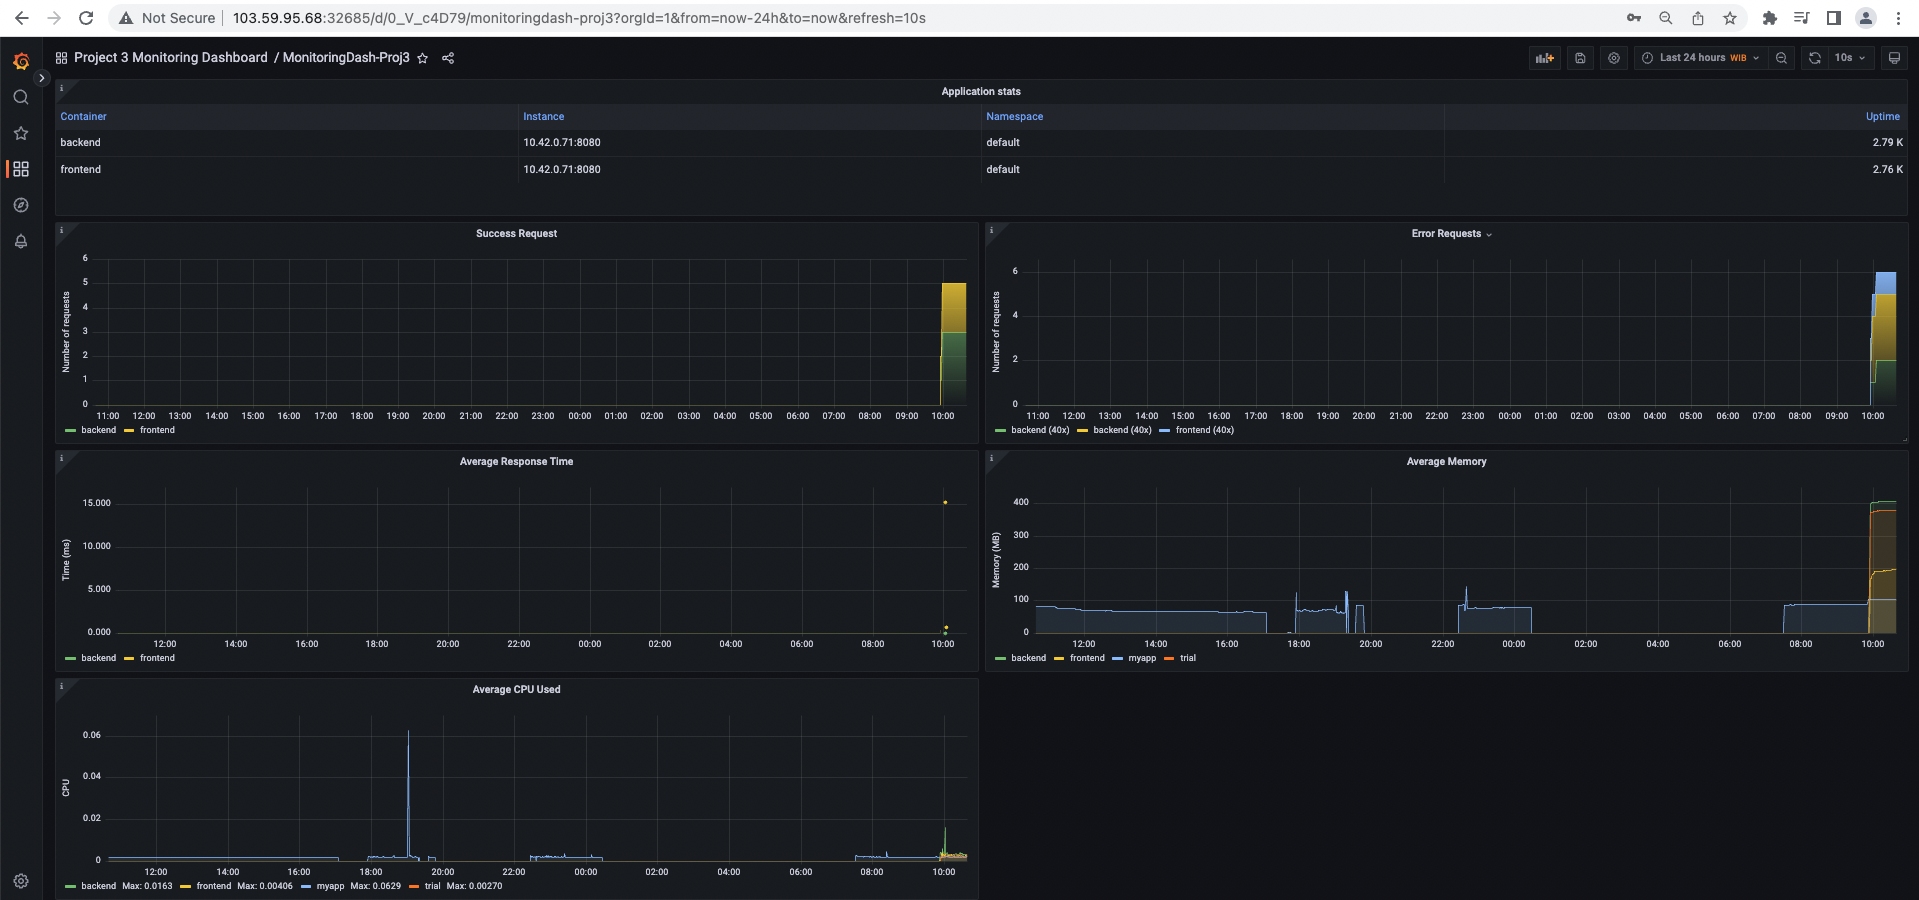 Not Secure 103.59.95.68:32685/d/0_V_c4D79/monitoringdash-proj3?orgId=1&from=now-24h&to=now&refresh=10s
Project 3 Monitoring Dashboard / MonitoringDash-Proj3
Last 24 hours WIB 10s
Application stats
Container Instance Namespace Uptime
backend 10.42.0.71:8080 default 2.79 K
frontend 10.42.0.71:8080 default 2.76 K
Success Request
Number of requests
6
5
4
3
2
1
0
11:00 12:00 13:00 14:00 15:00 16:00 17:00 18:00 19:00 20:00 21:00 22:00 23:00 00:00 01:00 02:00 03:00 04:00 05:00 06:00 07:00 08:00 09:00 10:00
backend frontend
Error Requests
Number of requests
6
4
2
0
11:00 12:00 13:00 14:00 15:00 16:00 17:00 18:00 19:00 20:00 21:00 22:00 23:00 00:00 01:00 02:00 03:00 04:00 05:00 06:00 07:00 08:00 09:00 10:00
backend (40x) backend (40x) frontend (40x)
Average Response Time
Time (ms)
15.000
10.000
5.000
0.000
12:00 14:00 16:00 18:00 20:00 22:00 00:00 02:00 04:00 06:00 08:00 10:00
backend frontend
Average Memory
Memory (MB)
400
300
200
100
0
12:00 14:00 16:00 18:00 20:00 22:00 00:00 02:00 04:00 06:00 08:00 10:00
backend frontend myapp trial
Average CPU Used
CPU
0.06
0.04
0.02
0
12:00 14:00 16:00 18:00 20:00 22:00 00:00 02:00 04:00 06:00 08:00 10:00
backend Max: 0.0163 frontend Max: 0.00406 myapp Max: 0.0629 trial Max: 0.00270